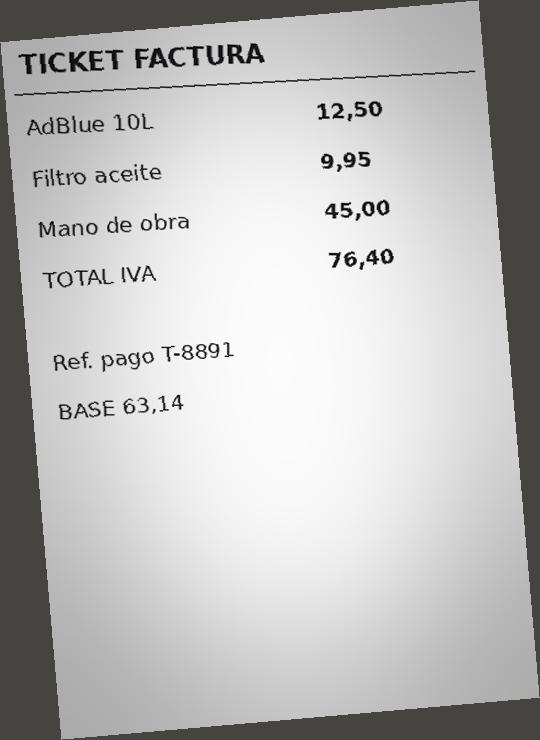 TICKET FACTURA
AdBlue 10L 12,50
Filtro aceite 9,95
Mano de obra 45,00
TOTAL IVA 76,40
Ref. pago T-8891
BASE 63,14